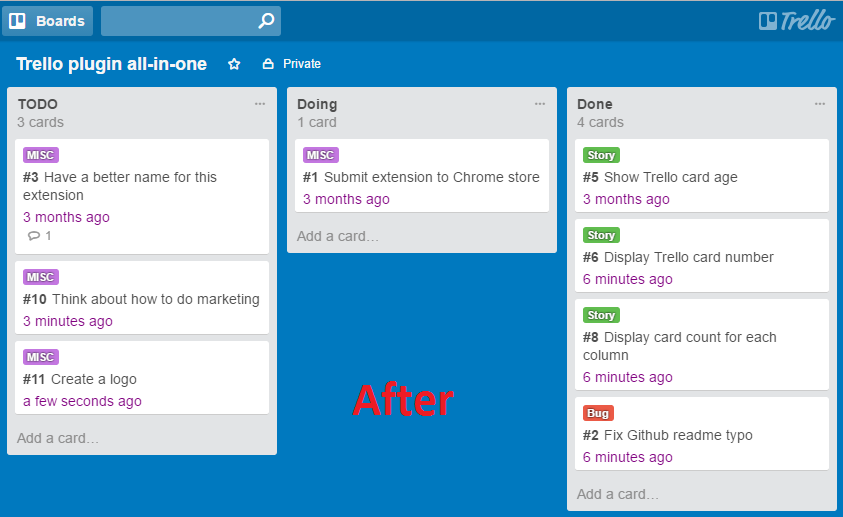 Boards
Trello
Trello plugin all-in-one Private
TODO
3 cards
MISC
#3 Have a better name for this
extension
3 months ago
1
MISC
#10 Think about how to do marketing
3 minutes ago
MISC
#11 Create a logo
a few seconds ago
Add a card…
Doing
1 card
MISC
#1 Submit extension to Chrome store
3 months ago
Add a card…
After
Done
4 cards
Story
#5 Show Trello card age
3 months ago
Story
#6 Display Trello card number
6 minutes ago
Story
#8 Display card count for each
column
6 minutes ago
Bug
#2 Fix Github readme typo
6 minutes ago
Add a card…